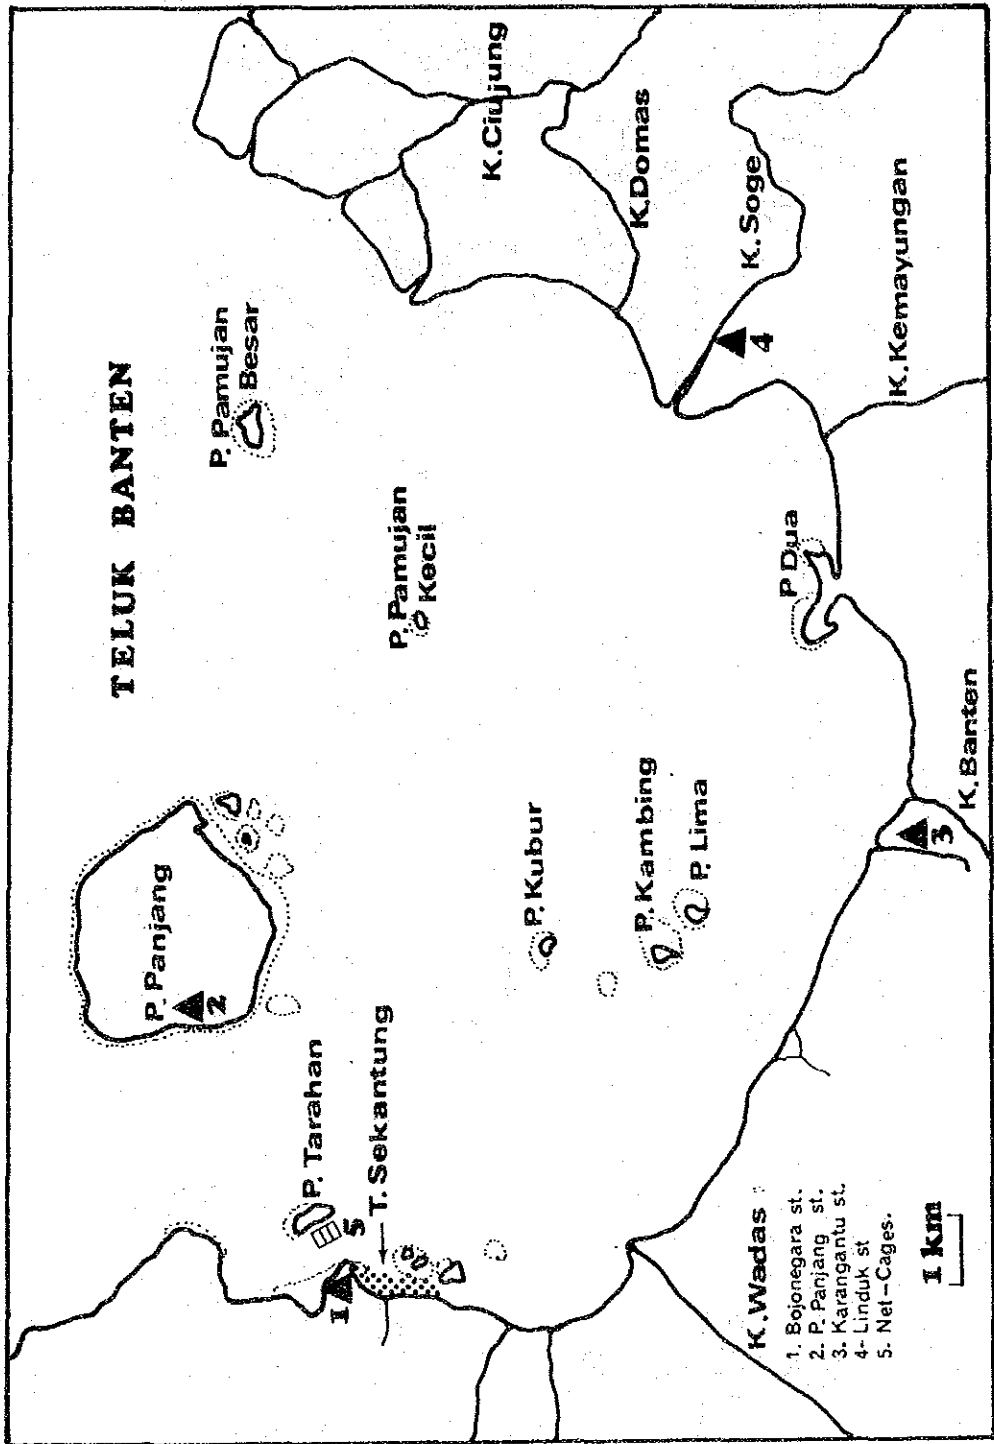 TELUK BANTEN
P. Pamujan
Besar
P. Pamujan
Kecil
P. Panjang
2
P. Tarahan
5
T. Sekantung
1
P. Kubur
P. Kambing
P. Lima
P Dua
K. Ciujung
K.Domas
K. Soge
4
K. Kemayungan
K. Banten
3
K. Wadas
1. Bojonegara st.
2. P. Panjang st.
3. Karangantu st.
4- Linduk st
5. Net-Cages.
1 km